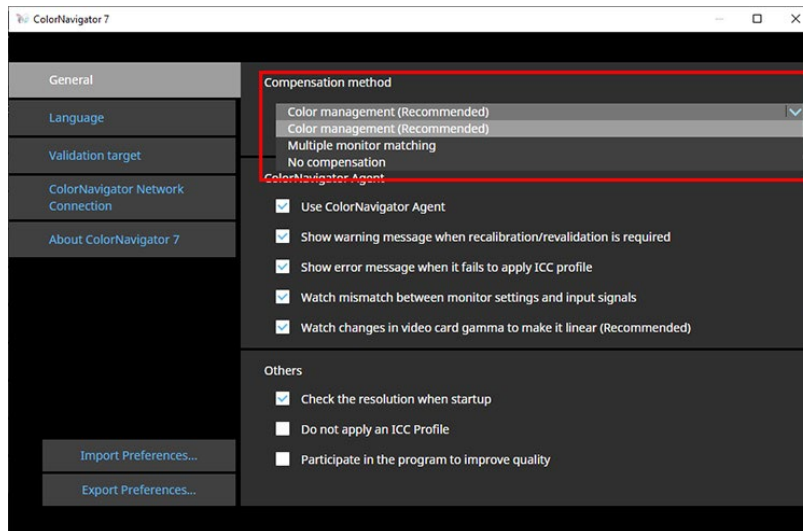 ColorNavigator 7
General
Language
Validation target
ColorNavigator Network
Connection
About ColorNavigator 7
Import Preferences...
Export Preferences...
Compensation method
Color management (Recommended)
Color management (Recommended)
Multiple monitor matching
No compensation
ColorNavigator Agent
Use ColorNavigator Agent
Show warning message when recalibration/revalidation is required
Show error message when it fails to apply ICC profile
Watch mismatch between monitor settings and input signals
Watch changes in video card gamma to make it linear (Recommended)
Others
Check the resolution when startup
Do not apply an ICC Profile
Participate in the program to improve quality